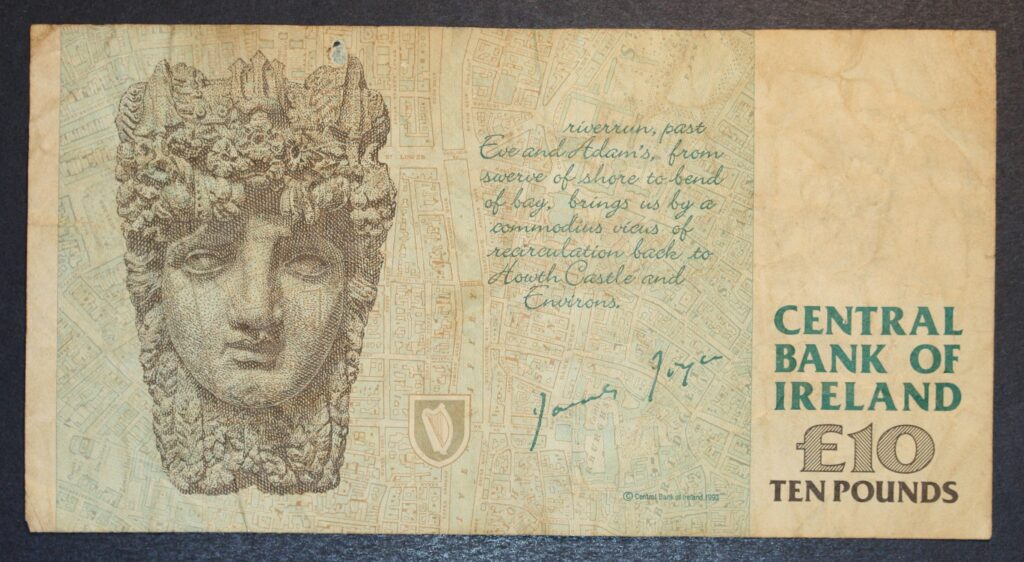 riverrun, past
Eve and Adam's, from
swerve of shore to bend
of bay, brings us by a
commodius vicus of
recirculation back to
Howth Castle and
Environs.
James Joyce
© Central Bank of Ireland 1993
CENTRAL
BANK OF
IRELAND
£10
TEN POUNDS